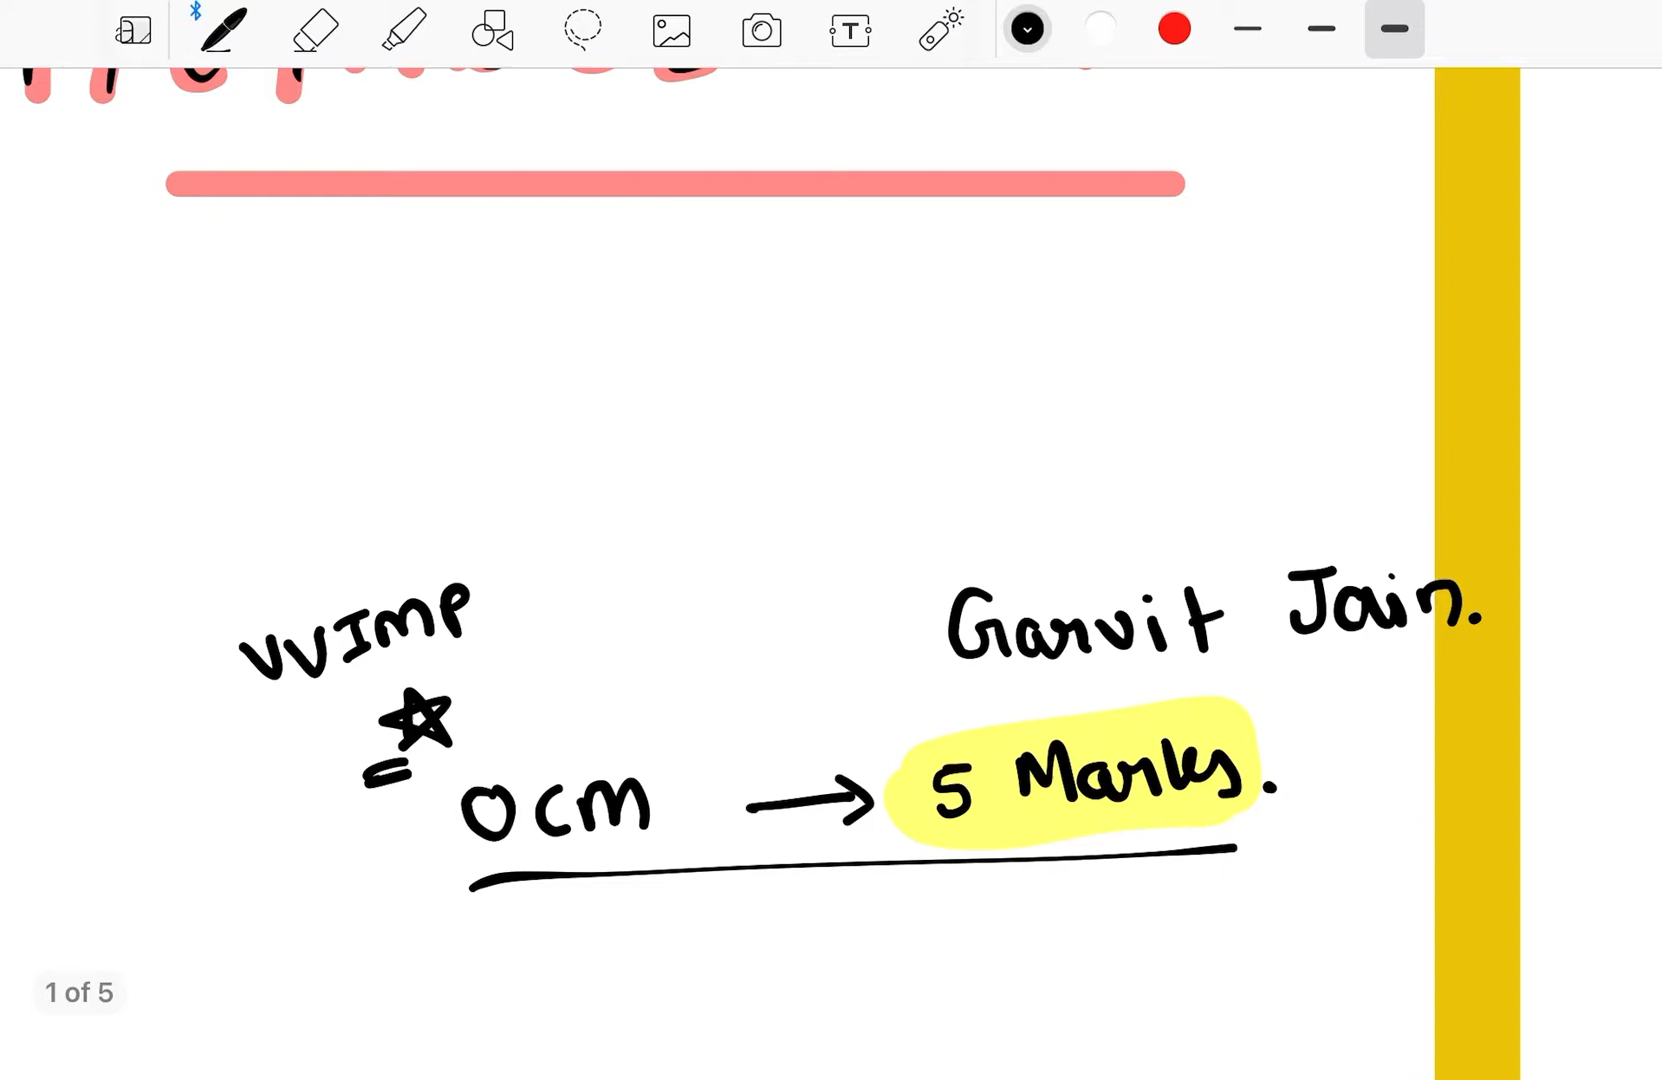 VVImp
Garvit Jain.
OCM → 5 Marks.
1 of 5